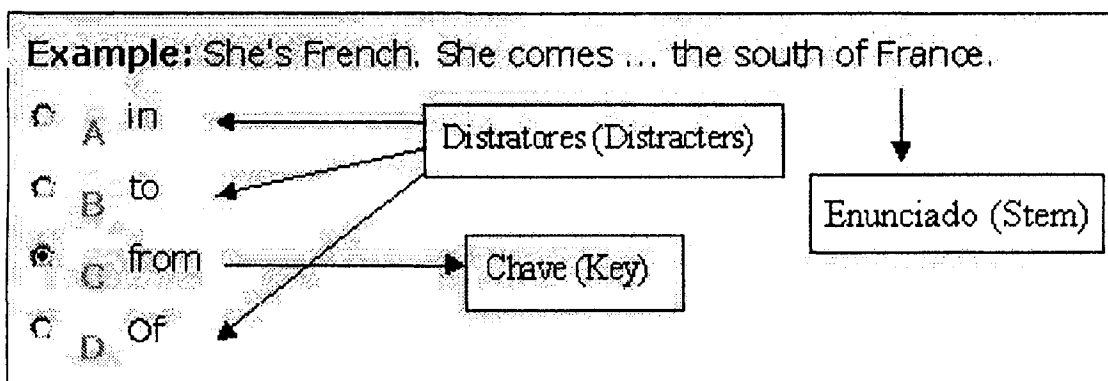 Example: She's French. She comes ... the south of France.
A in
Distratores (Distracters)
B to
Enunciado (Stem)
C from
Chave (Key)
D Of